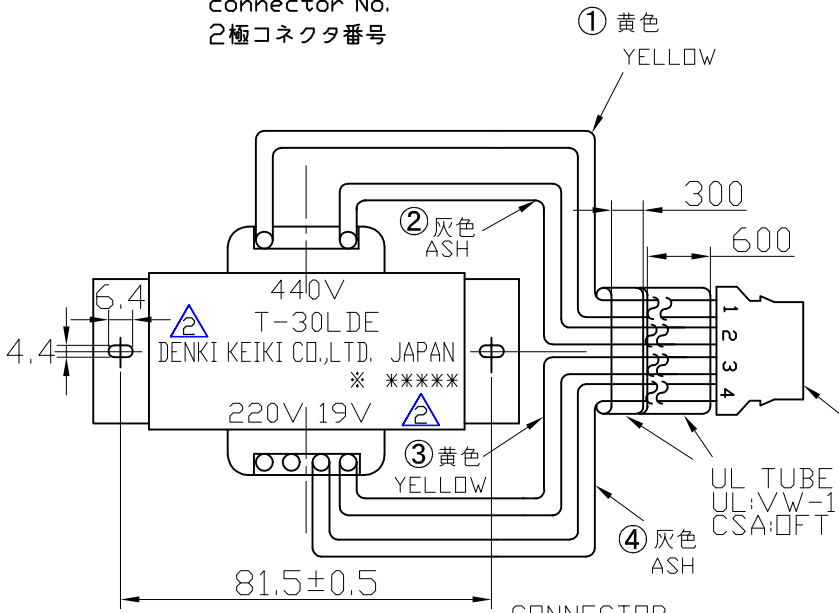 connector No.
2極コネクタ番号
① 黄色
YELLOW
300
② 灰色
ASH
600
6.4
440V
2
T-30LDE
4.4
DENKI KEIKI CO.,LTD. JAPAN
※ *****
220V 19V
2
1
2
3
4
③ 黄色
YELLOW
UL TUBE
UL:VW-1
CSA:OFT
④ 灰色
ASH
81.5±0.5
CONNECTOR